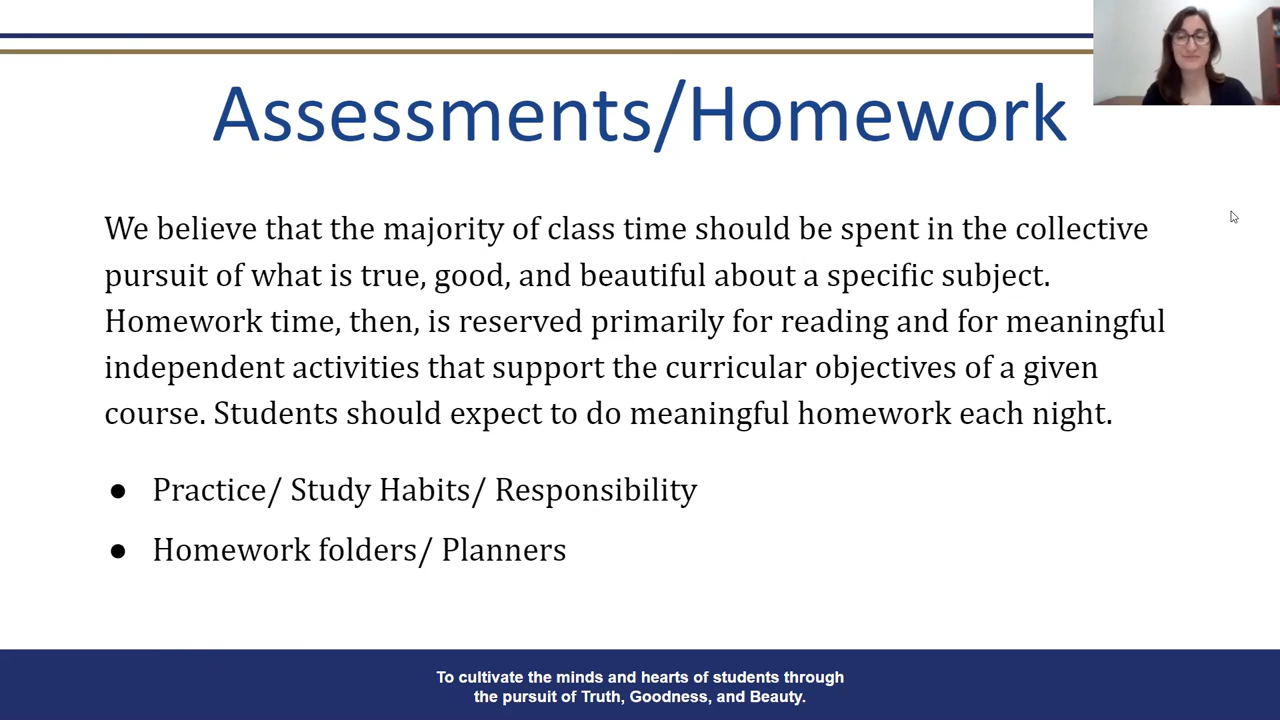 Assessments/Homework
We believe that the majority of class time should be spent in the collective
pursuit of what is true, good, and beautiful about a specific subject.
Homework time, then, is reserved primarily for reading and for meaningful
independent activities that support the curricular objectives of a given
course. Students should expect to do meaningful homework each night.
● Practice/ Study Habits/ Responsibility
● Homework folders/ Planners
To cultivate the minds and hearts of students through
the pursuit of Truth, Goodness, and Beauty.